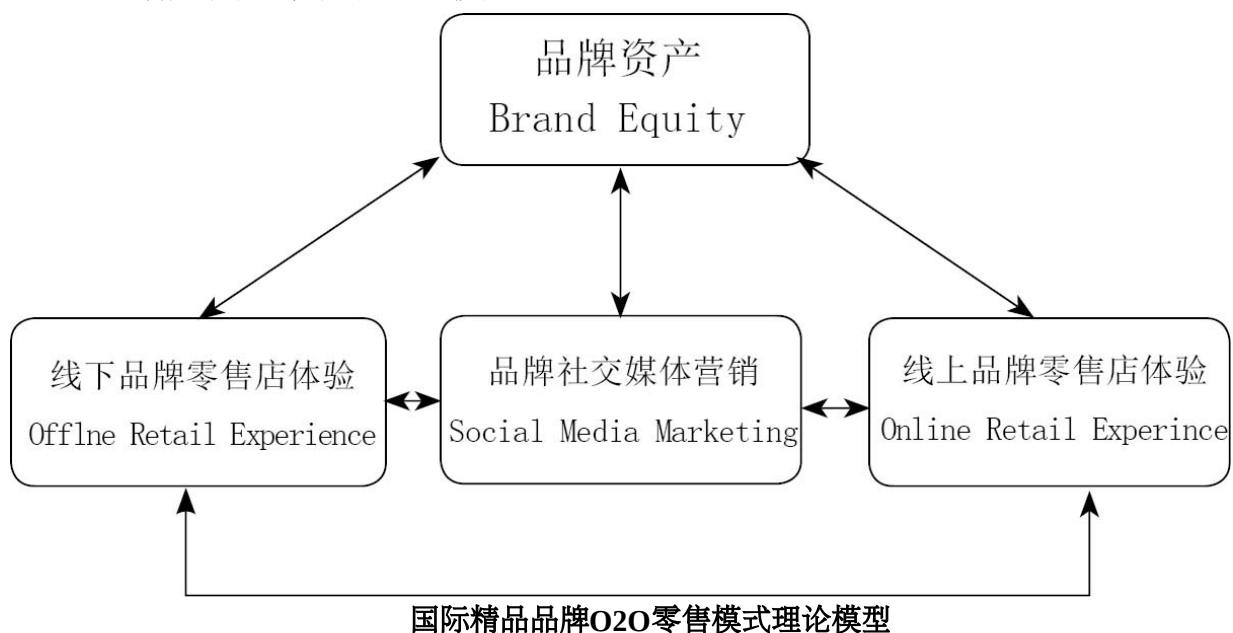 品牌资产
Brand Equity
线下品牌零售店体验
Offlne Retail Experience
品牌社交媒体营销
Social Media Marketing
线上品牌零售店体验
Online Retail Experince
国际精品品牌O2O零售模式理论模型